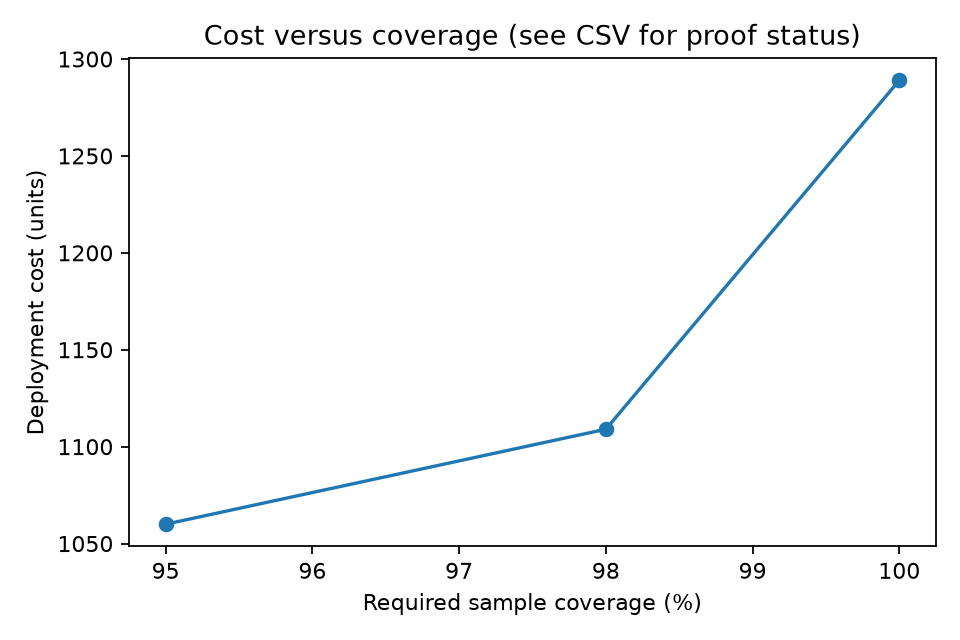 Cost versus coverage (see CSV for proof status)
1300
1250
1200
1150
1100
1050
Deployment cost (units)
95 96 97 98 99 100
Required sample coverage (%)